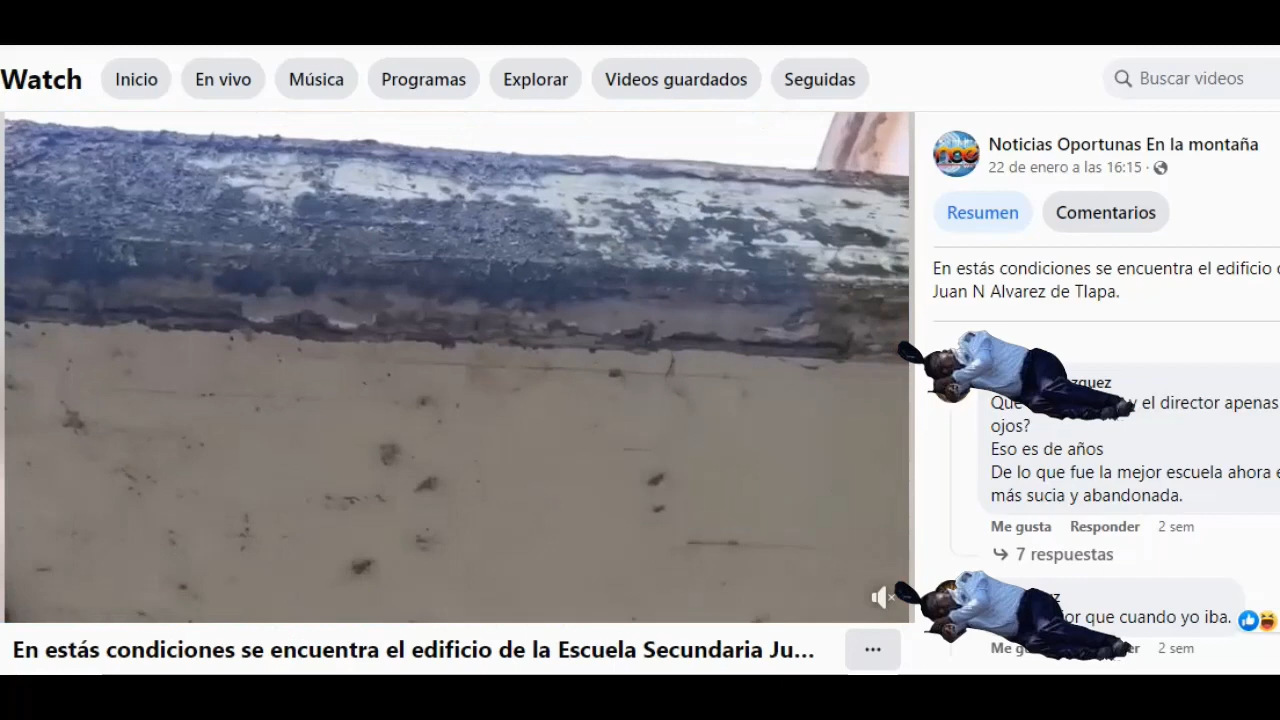 Watch
Inicio
En vivo
Música
Programas
Explorar
Videos guardados
Seguidas
Buscar videos
Noticias Oportunas En la montaña
22 de enero a las 16:15
Resumen
Comentarios
En estás condiciones se encuentra el edificio
Juan N Alvarez de Tlapa.
el director apenas
ojos?
Eso es de años
De lo que fue la mejor escuela ahora
más sucia y abandonada.
Me gusta Responder 2 sem
7 respuestas
que cuando yo iba.
2 sem
En estás condiciones se encuentra el edificio de la Escuela Secundaria Ju...